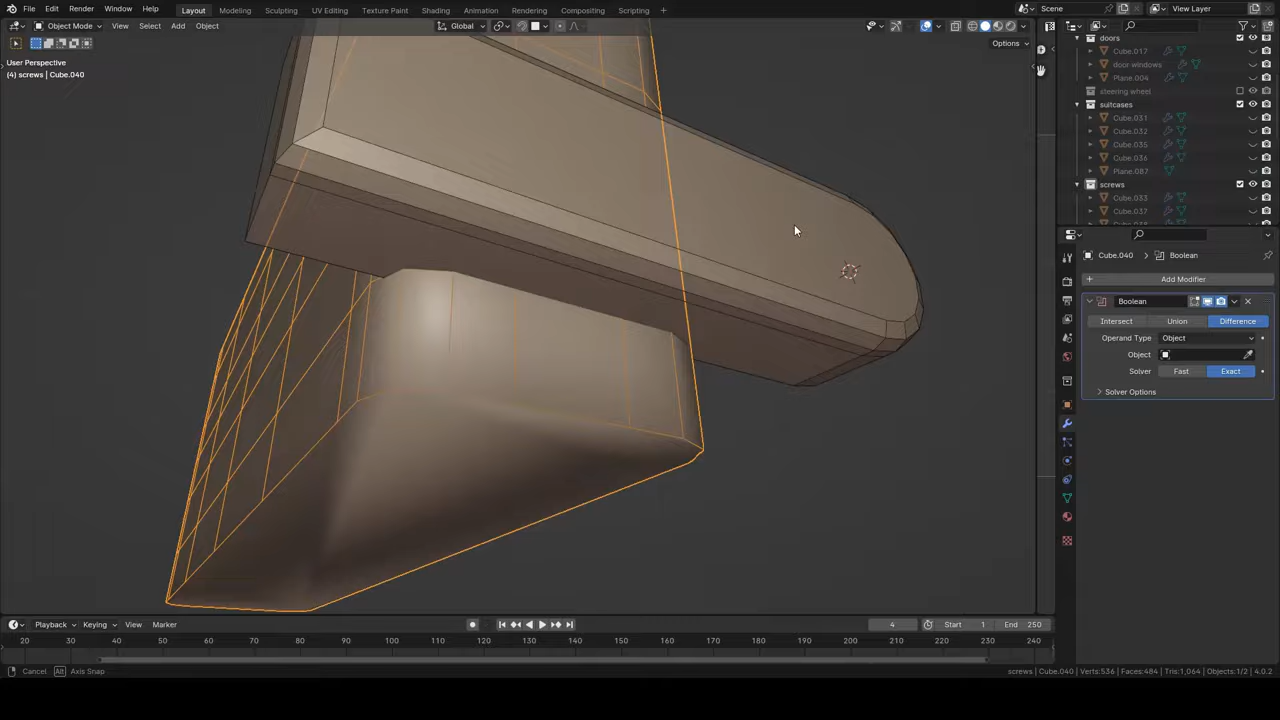 File Edit Render Window Help
Layout Modeling Sculpting UV Editing Texture Paint Shading Animation Rendering Compositing Scripting +
Scene
View Layer
Object Mode View Select Add Object
Global
Options
User Perspective
(4) screws | Cube.040
doors
Cube.017
door windows
Plane.004
steering wheel
suitcases
Cube.031
Cube.032
Cube.035
Cube.036
Plane.087
screws
Cube.033
Cube.037
Cube.040 > Boolean
+ Add Modifier
Boolean
Intersect Union Difference
Operand Type Object
Object
Solver Fast Exact
Solver Options
Playback Keying View Marker
4
Start 1 End 250
20 30 40 50 60 70 80 90 100 110 120 130 140 150 160 170 180 190 200 210 220 230 240
Cancel Alt Axis Snap
screws | Cube.040 | Verts:536 | Faces:484 | Tris:1,064 | Objects:1/2 | 4.0.2